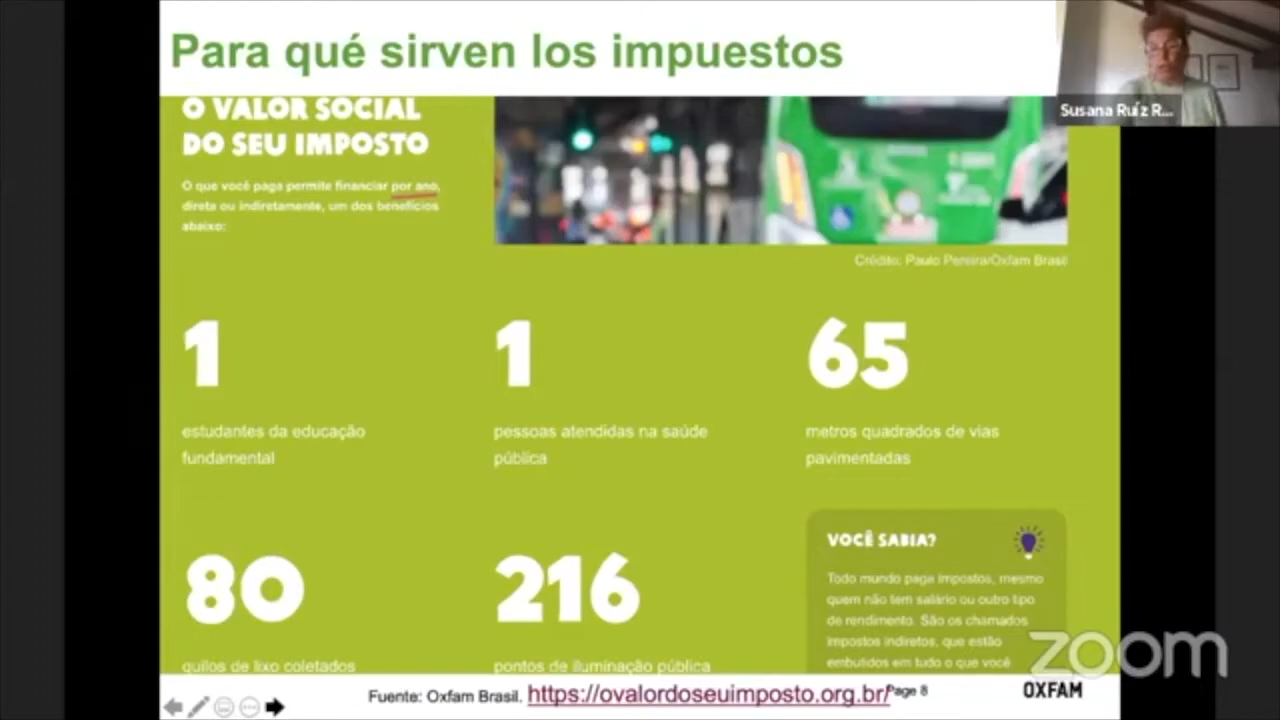 Para qué sirven los impuestos
Susana Ruíz R...
O VALOR SOCIAL
DO SEU IMPOSTO
O que você paga permite financiar por ano,
direta ou indiretamente, um dos benefícios
abaixo:
Crédito: Paulo Pereira/Oxfam Brasil
1
estudantes da educação
fundamental
1
pessoas atendidas na saúde
pública
65
metros quadrados de vias
pavimentadas
80
quilos de lixo coletados
216
pontos de iluminação pública
VOCÊ SABIA?
Todo mundo paga impostos, mesmo
quem não tem salário ou outro tipo
de rendimento. São os chamados
impostos indiretos, que estão
embutidos em tudo o que você
zoom
Fuente: Oxfam Brasil. https://ovalordoseuimposto.org.br/
Page 8
OXFAM